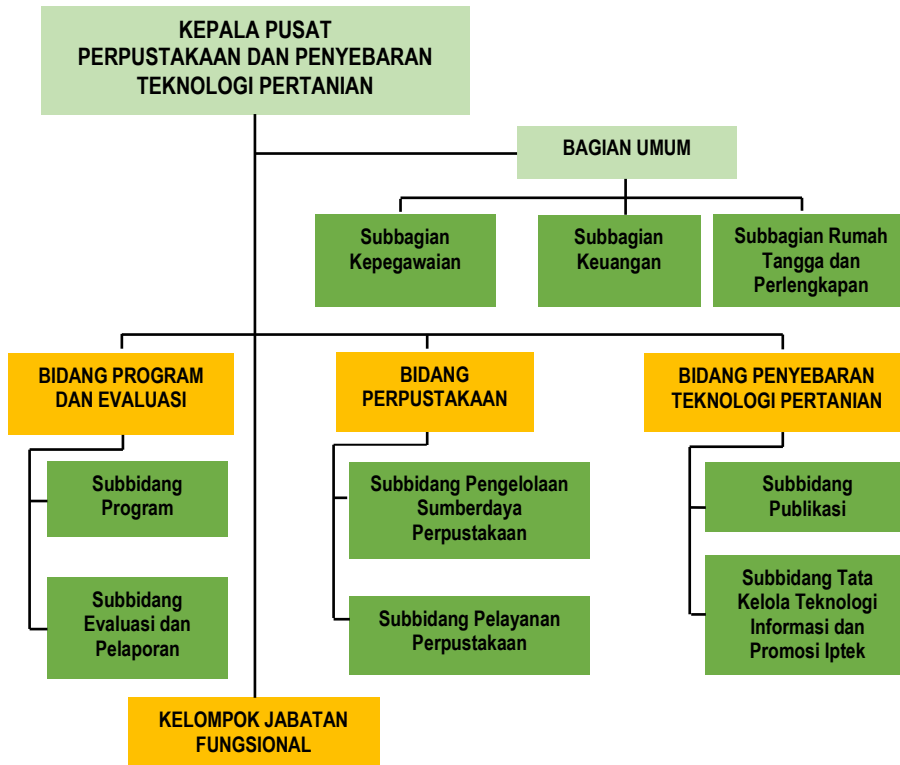 KEPALA PUSAT
PERPUSTAKAAN DAN PENYEBARAN
TEKNOLOGI PERTANIAN
BAGIAN UMUM
Subbagian
Kepegawaian
Subbagian
Keuangan
Subbagian Rumah
Tangga dan
Perlengkapan
BIDANG PROGRAM
DAN EVALUASI
BIDANG
PERPUSTAKAAN
BIDANG PENYEBARAN
TEKNOLOGI PERTANIAN
Subbidang
Program
Subbidang Pengelolaan
Sumberdaya
Perpustakaan
Subbidang
Publikasi
Subbidang
Evaluasi dan
Pelaporan
Subbidang Pelayanan
Perpustakaan
Subbidang Tata
Kelola Teknologi
Informasi dan
Promosi Iptek
KELOMPOK JABATAN
FUNGSIONAL